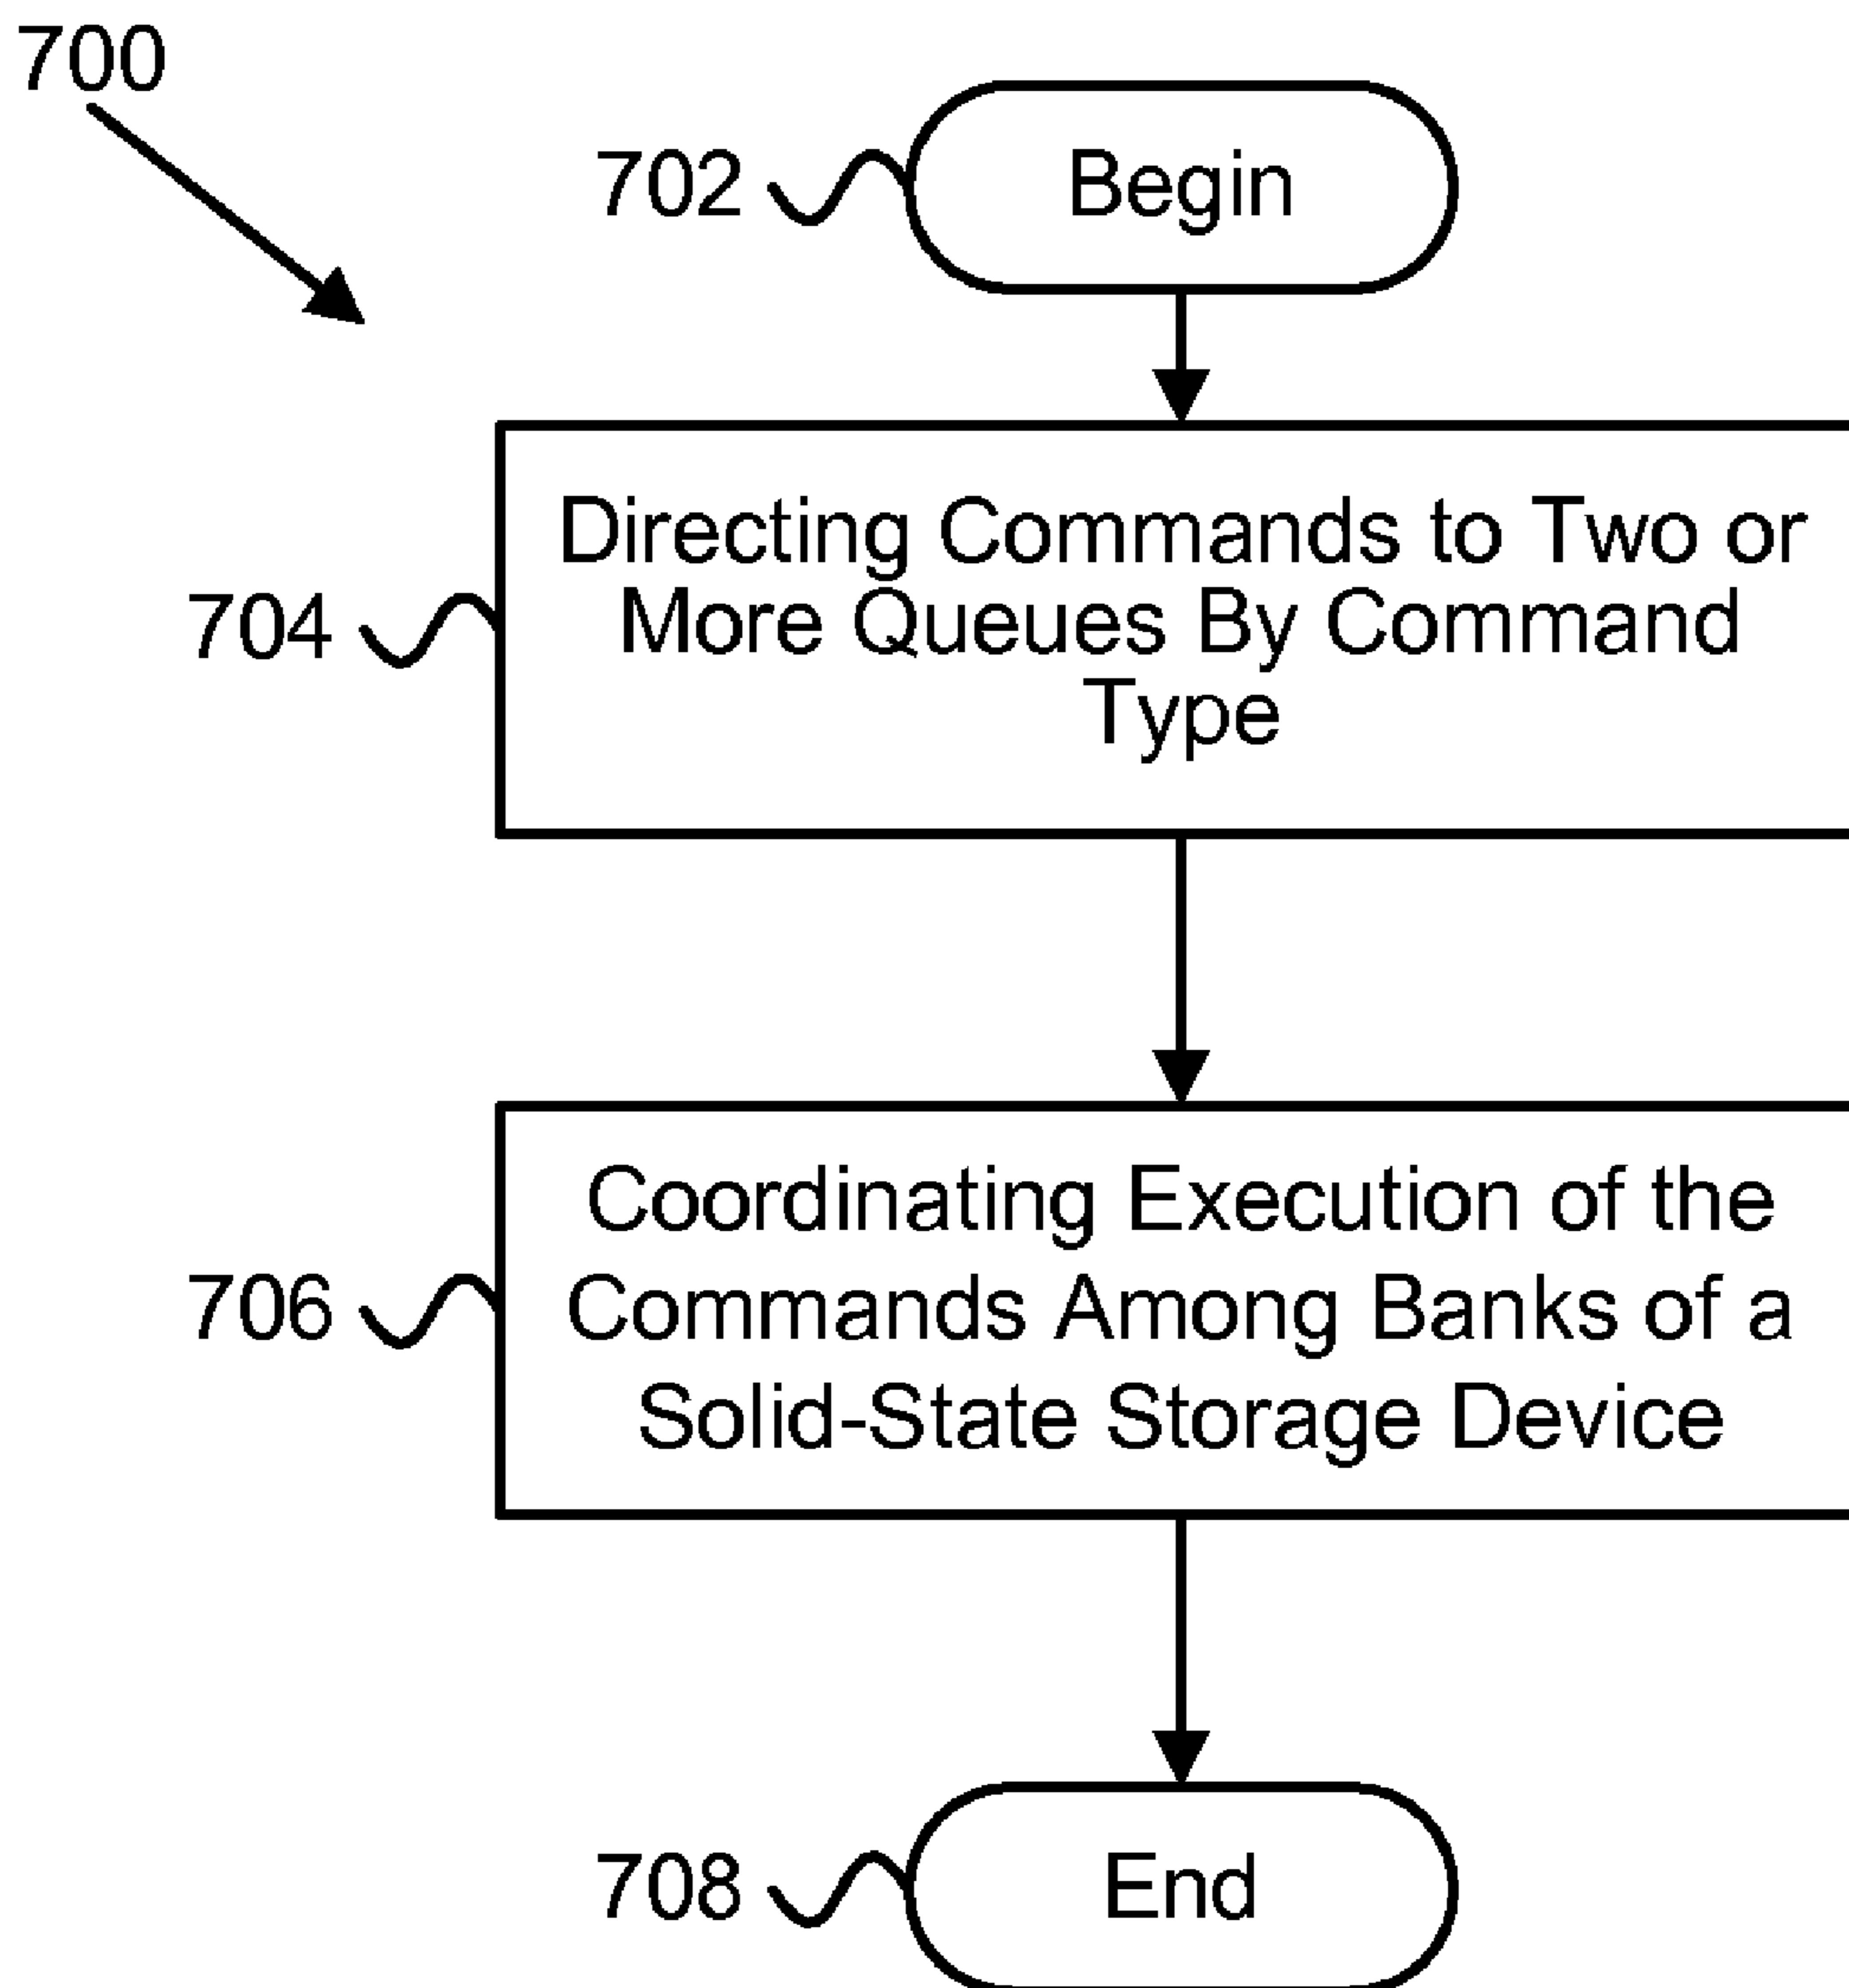 700
702
Begin
Directing Commands to Two or
More Queues By Command
704
Type
Coordinating Execution of the
706
Commands Among Banks of a
Solid-State Storage Device
708
End